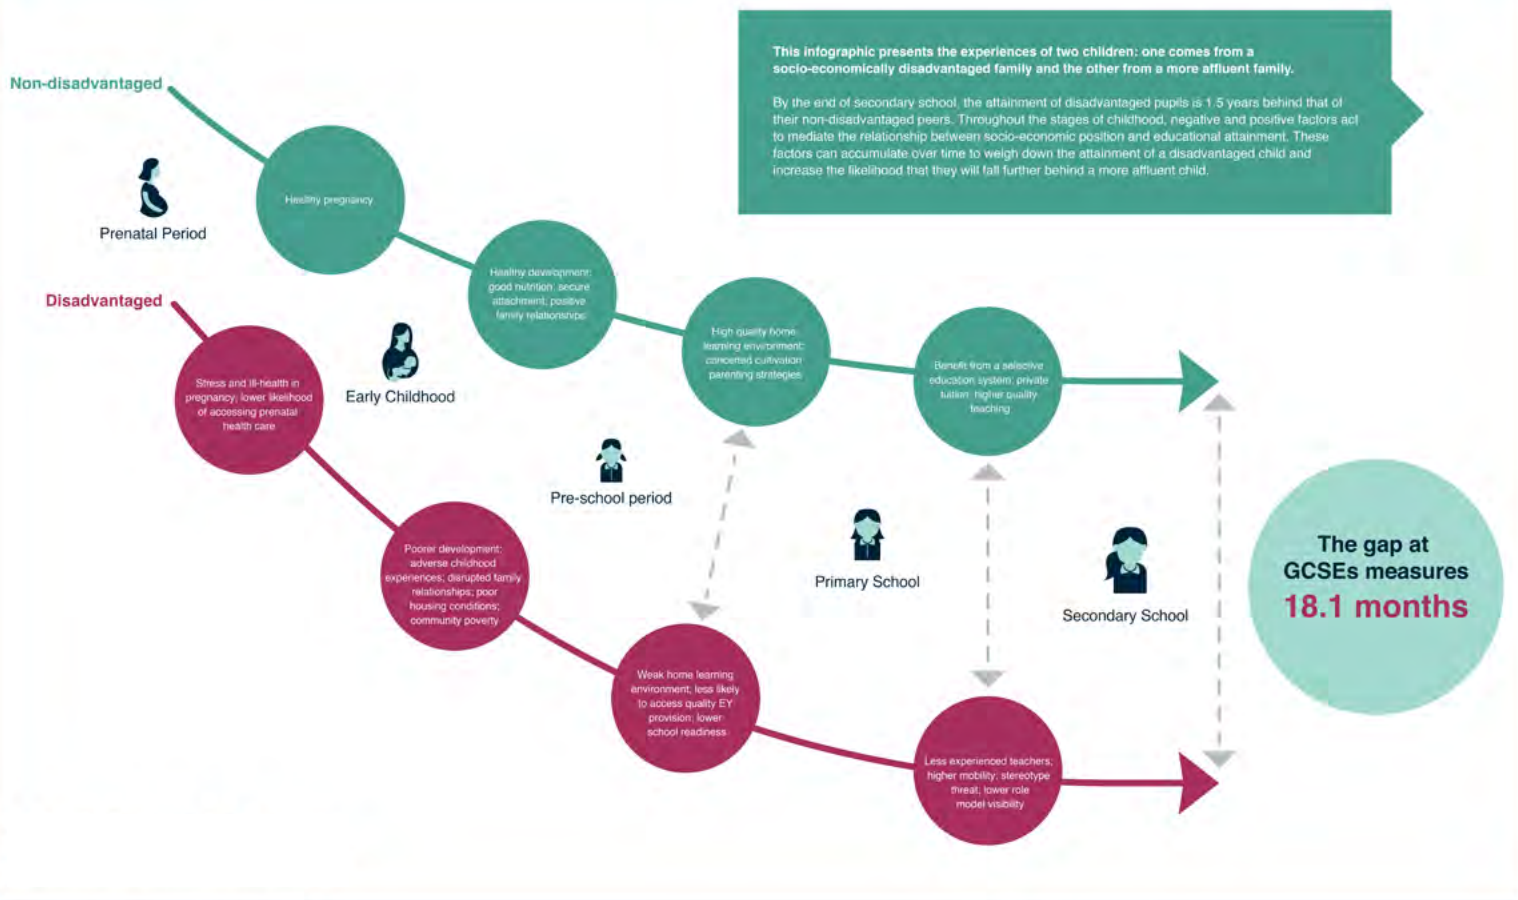 This infographic presents the experiences of two children: one comes from a
socio-economically disadvantaged family and the other from a more affluent family.
By the end of secondary school, the attainment of disadvantaged pupils is 1.5 years behind that of
their non-disadvantaged peers. Throughout the stages of childhood, negative and positive factors act
to mediate the relationship between socio-economic position and educational attainment. These
factors can accumulate over time to weigh down the attainment of a disadvantaged child and
increase the likelihood that they will fall further behind a more affluent child.
Non-disadvantaged
Prenatal Period
Healthy pregnancy
Healthy development;
good nutrition; secure
attachment; positive
family relationships
High quality home
learning environment;
concerted cultivation
parenting strategies
Benefit from a selective
education system; private
tuition; higher quality
teaching
Disadvantaged
Stress and ill-health in
pregnancy; lower likelihood
of accessing prenatal
health care
Early Childhood
Poorer development:
adverse childhood
experiences; disrupted family
relationships; poor
housing conditions;
community poverty
Pre-school period
Weak home learning
environment; less likely
to access quality EY
provision; lower
school readiness
Primary School
Less experienced teachers;
higher mobility; stereotype
threat; lower role
model visibility
Secondary School
The gap at
GCSEs measures
18.1 months